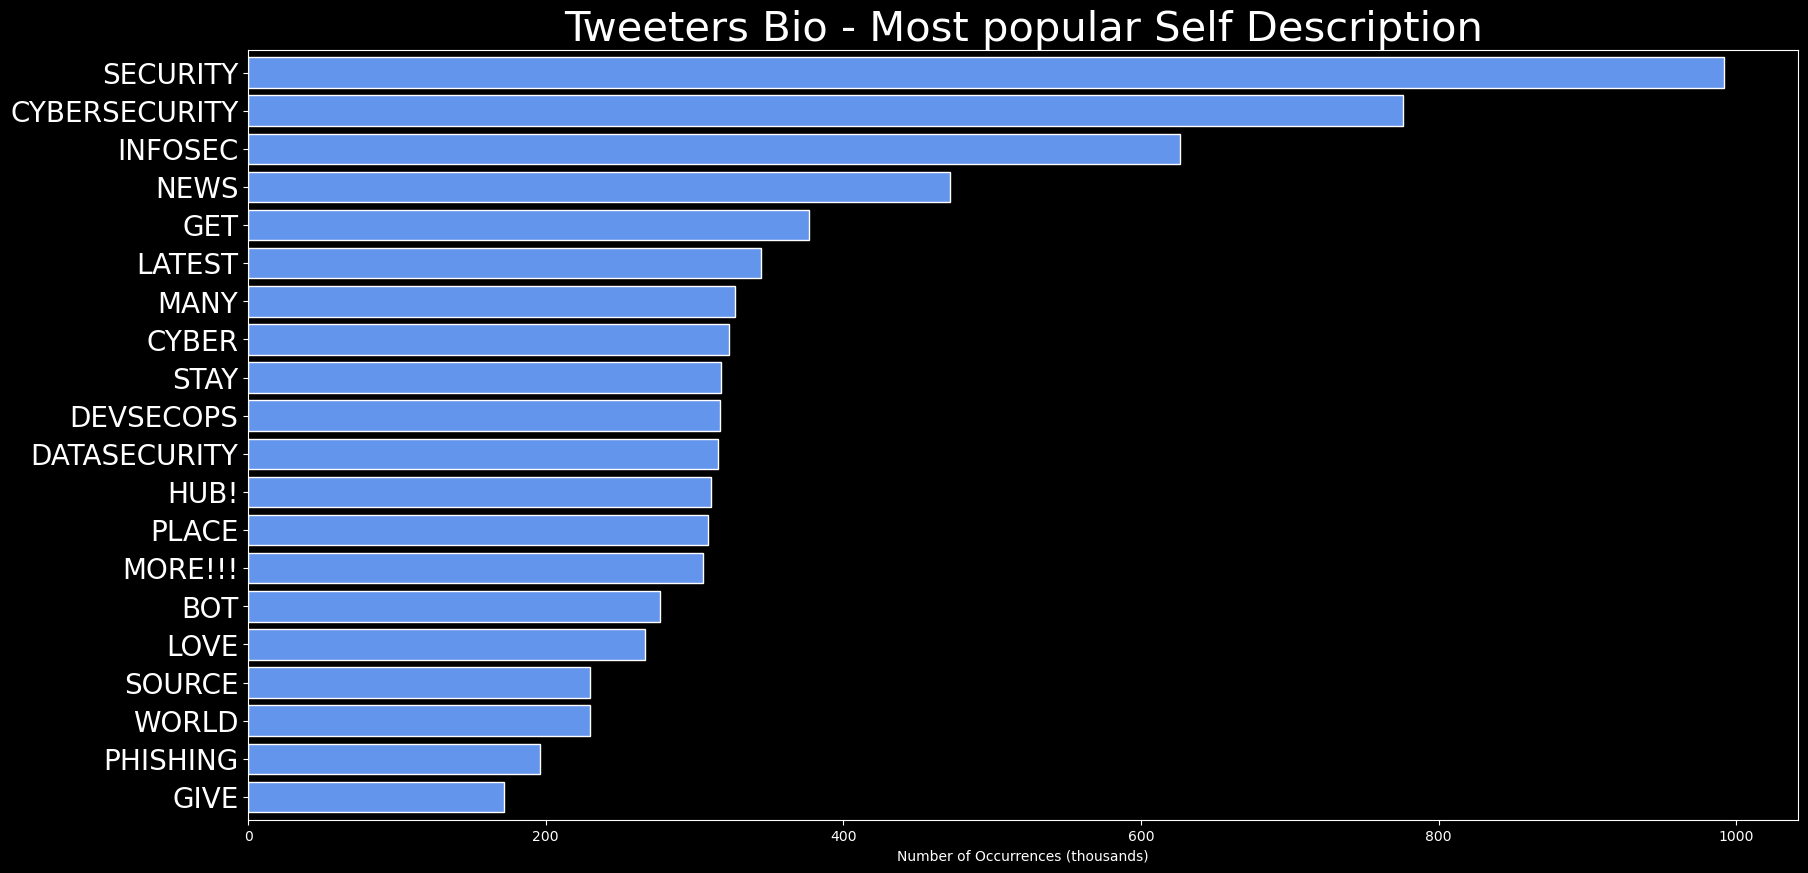 Tweeters Bio - Most popular Self Description
SECURITY
CYBERSECURITY
INFOSEC
NEWS
GET
LATEST
MANY
CYBER
STAY
DEVSECOPS
DATASECURITY
HUB!
PLACE
MORE!!!
BOT
LOVE
SOURCE
WORLD
PHISHING
GIVE
0 200 400 600 800 1000
Number of Occurrences (thousands)